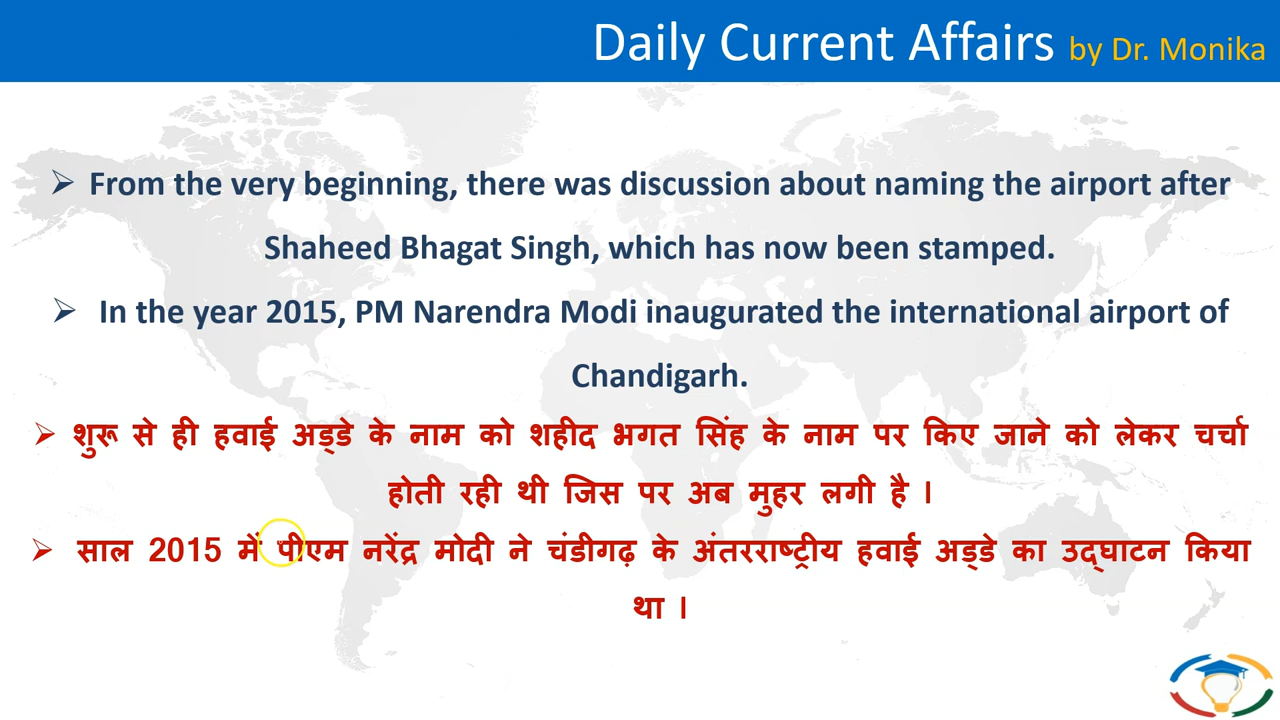 Daily Current Affairs by Dr. Monika
➢ From the very beginning, there was discussion about naming the airport after
Shaheed Bhagat Singh, which has now been stamped.
➢ In the year 2015, PM Narendra Modi inaugurated the international airport of
Chandigarh.
➢ शुरू से ही हवाई अड्डे के नाम को शहीद भगत सिंह के नाम पर किए जाने को लेकर चर्चा
होती रही थी जिस पर अब मुहर लगी है ।
➢ साल 2015 में पीएम नरेंद्र मोदी ने चंडीगढ़ के अंतरराष्ट्रीय हवाई अड्डे का उद्घाटन किया
था ।